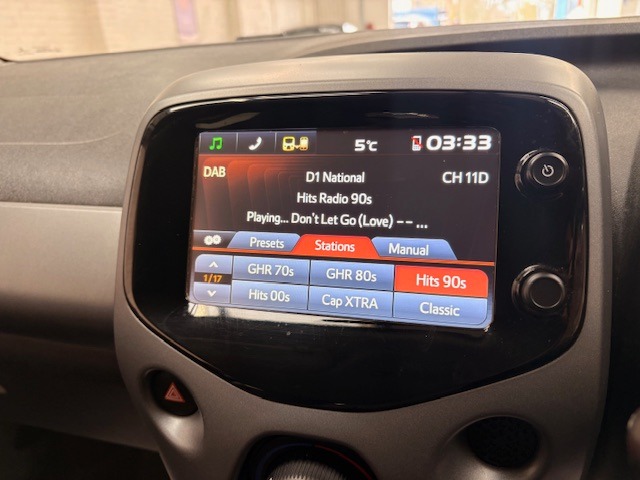 5°C 03:33
DAB D1 National CH 11D
Hits Radio 90s
Playing... Don't Let Go (Love) -- ...
Presets Stations Manual
1/17
GHR 70s GHR 80s Hits 90s
Hits 00s Cap XTRA Classic